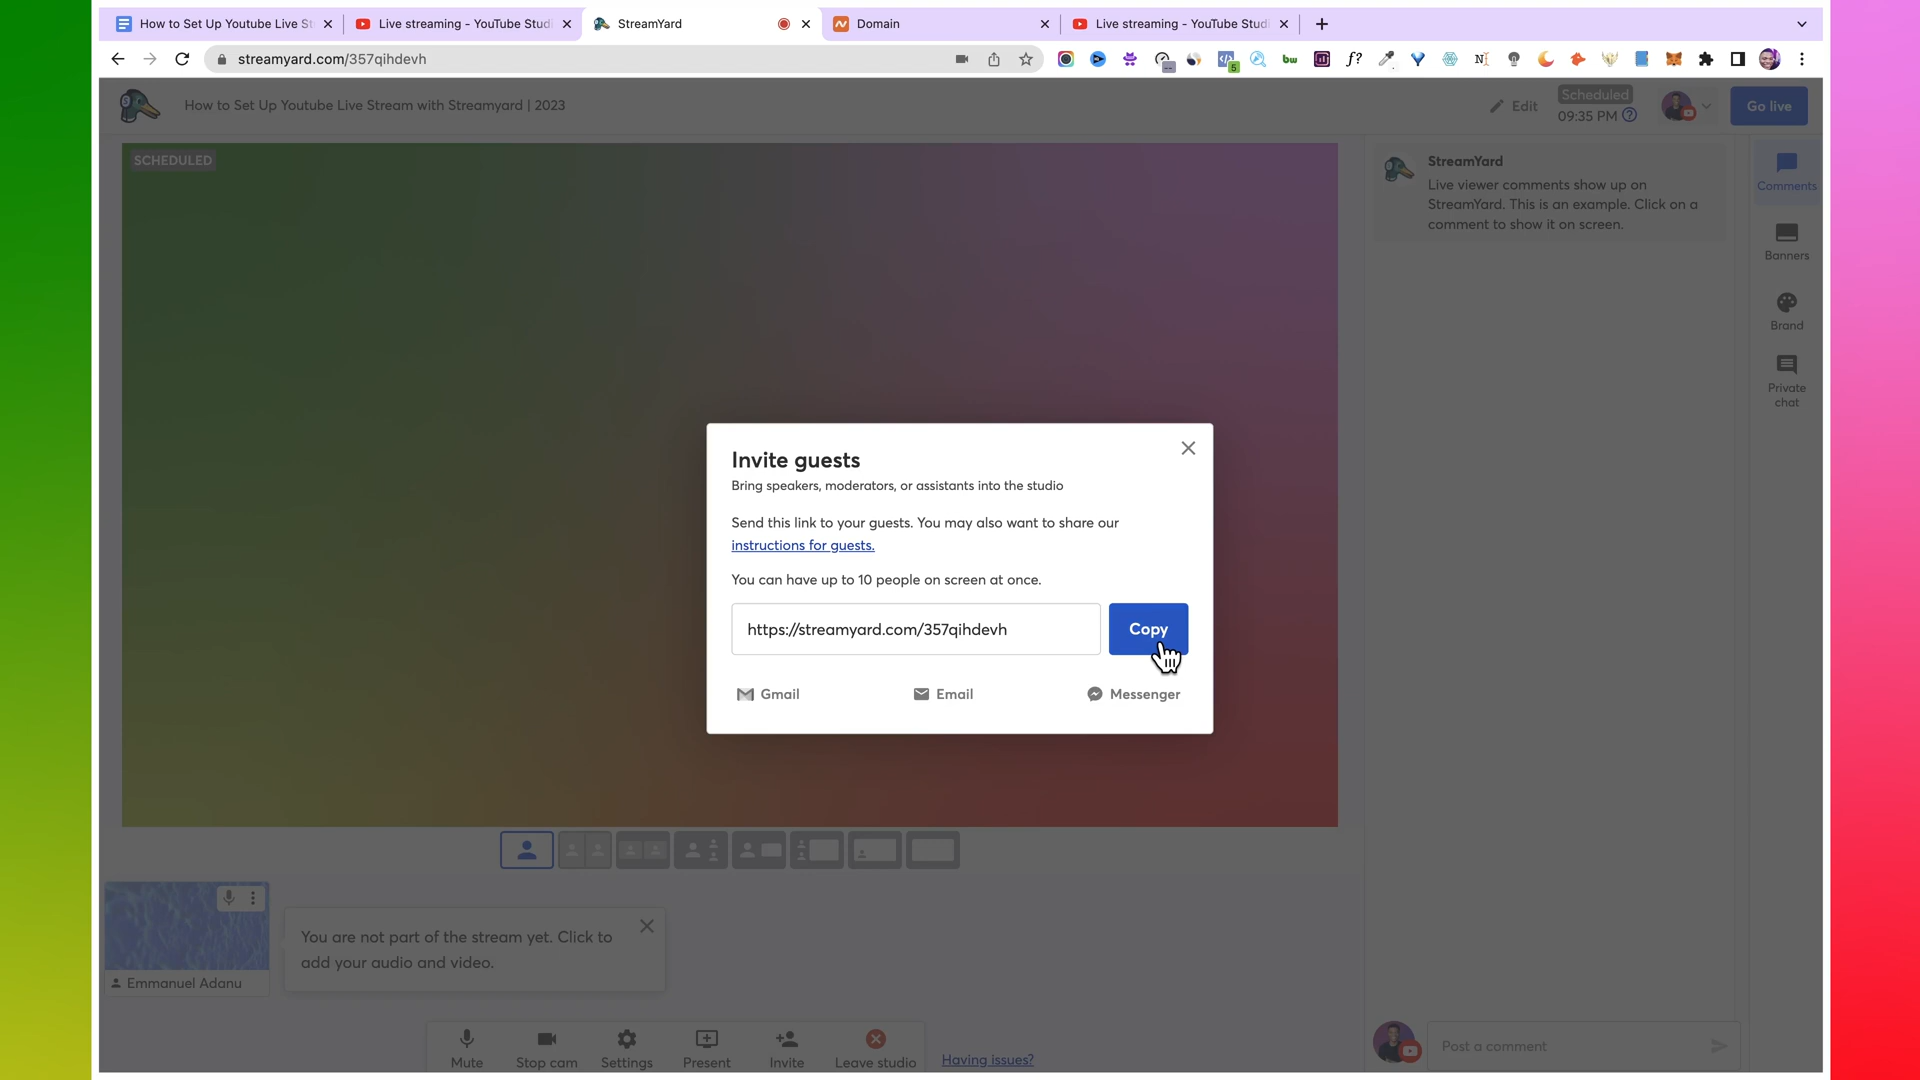 How to Set Up Youtube Live St
Live streaming - YouTube Studi
StreamYard
Domain
Live streaming - YouTube Studi
streamyard.com/357qihdevh
5
bw
f?
How to Set Up Youtube Live Stream with Streamyard | 2023
Edit
Scheduled
09:35 PM
Go live
SCHEDULED
StreamYard
Live viewer comments show up on
StreamYard. This is an example. Click on a
comment to show it on screen.
Comments
Banners
Brand
Private
chat
Invite guests
Bring speakers, moderators, or assistants into the studio
Send this link to your guests. You may also want to share our
instructions for guests.
You can have up to 10 people on screen at once.
https://streamyard.com/357qihdevh
Copy
Gmail
Email
Messenger
You are not part of the stream yet. Click to
add your audio and video.
Emmanuel Adanu
Mute
Stop cam
Settings
Present
Invite
Leave studio
Having issues?
Post a comment